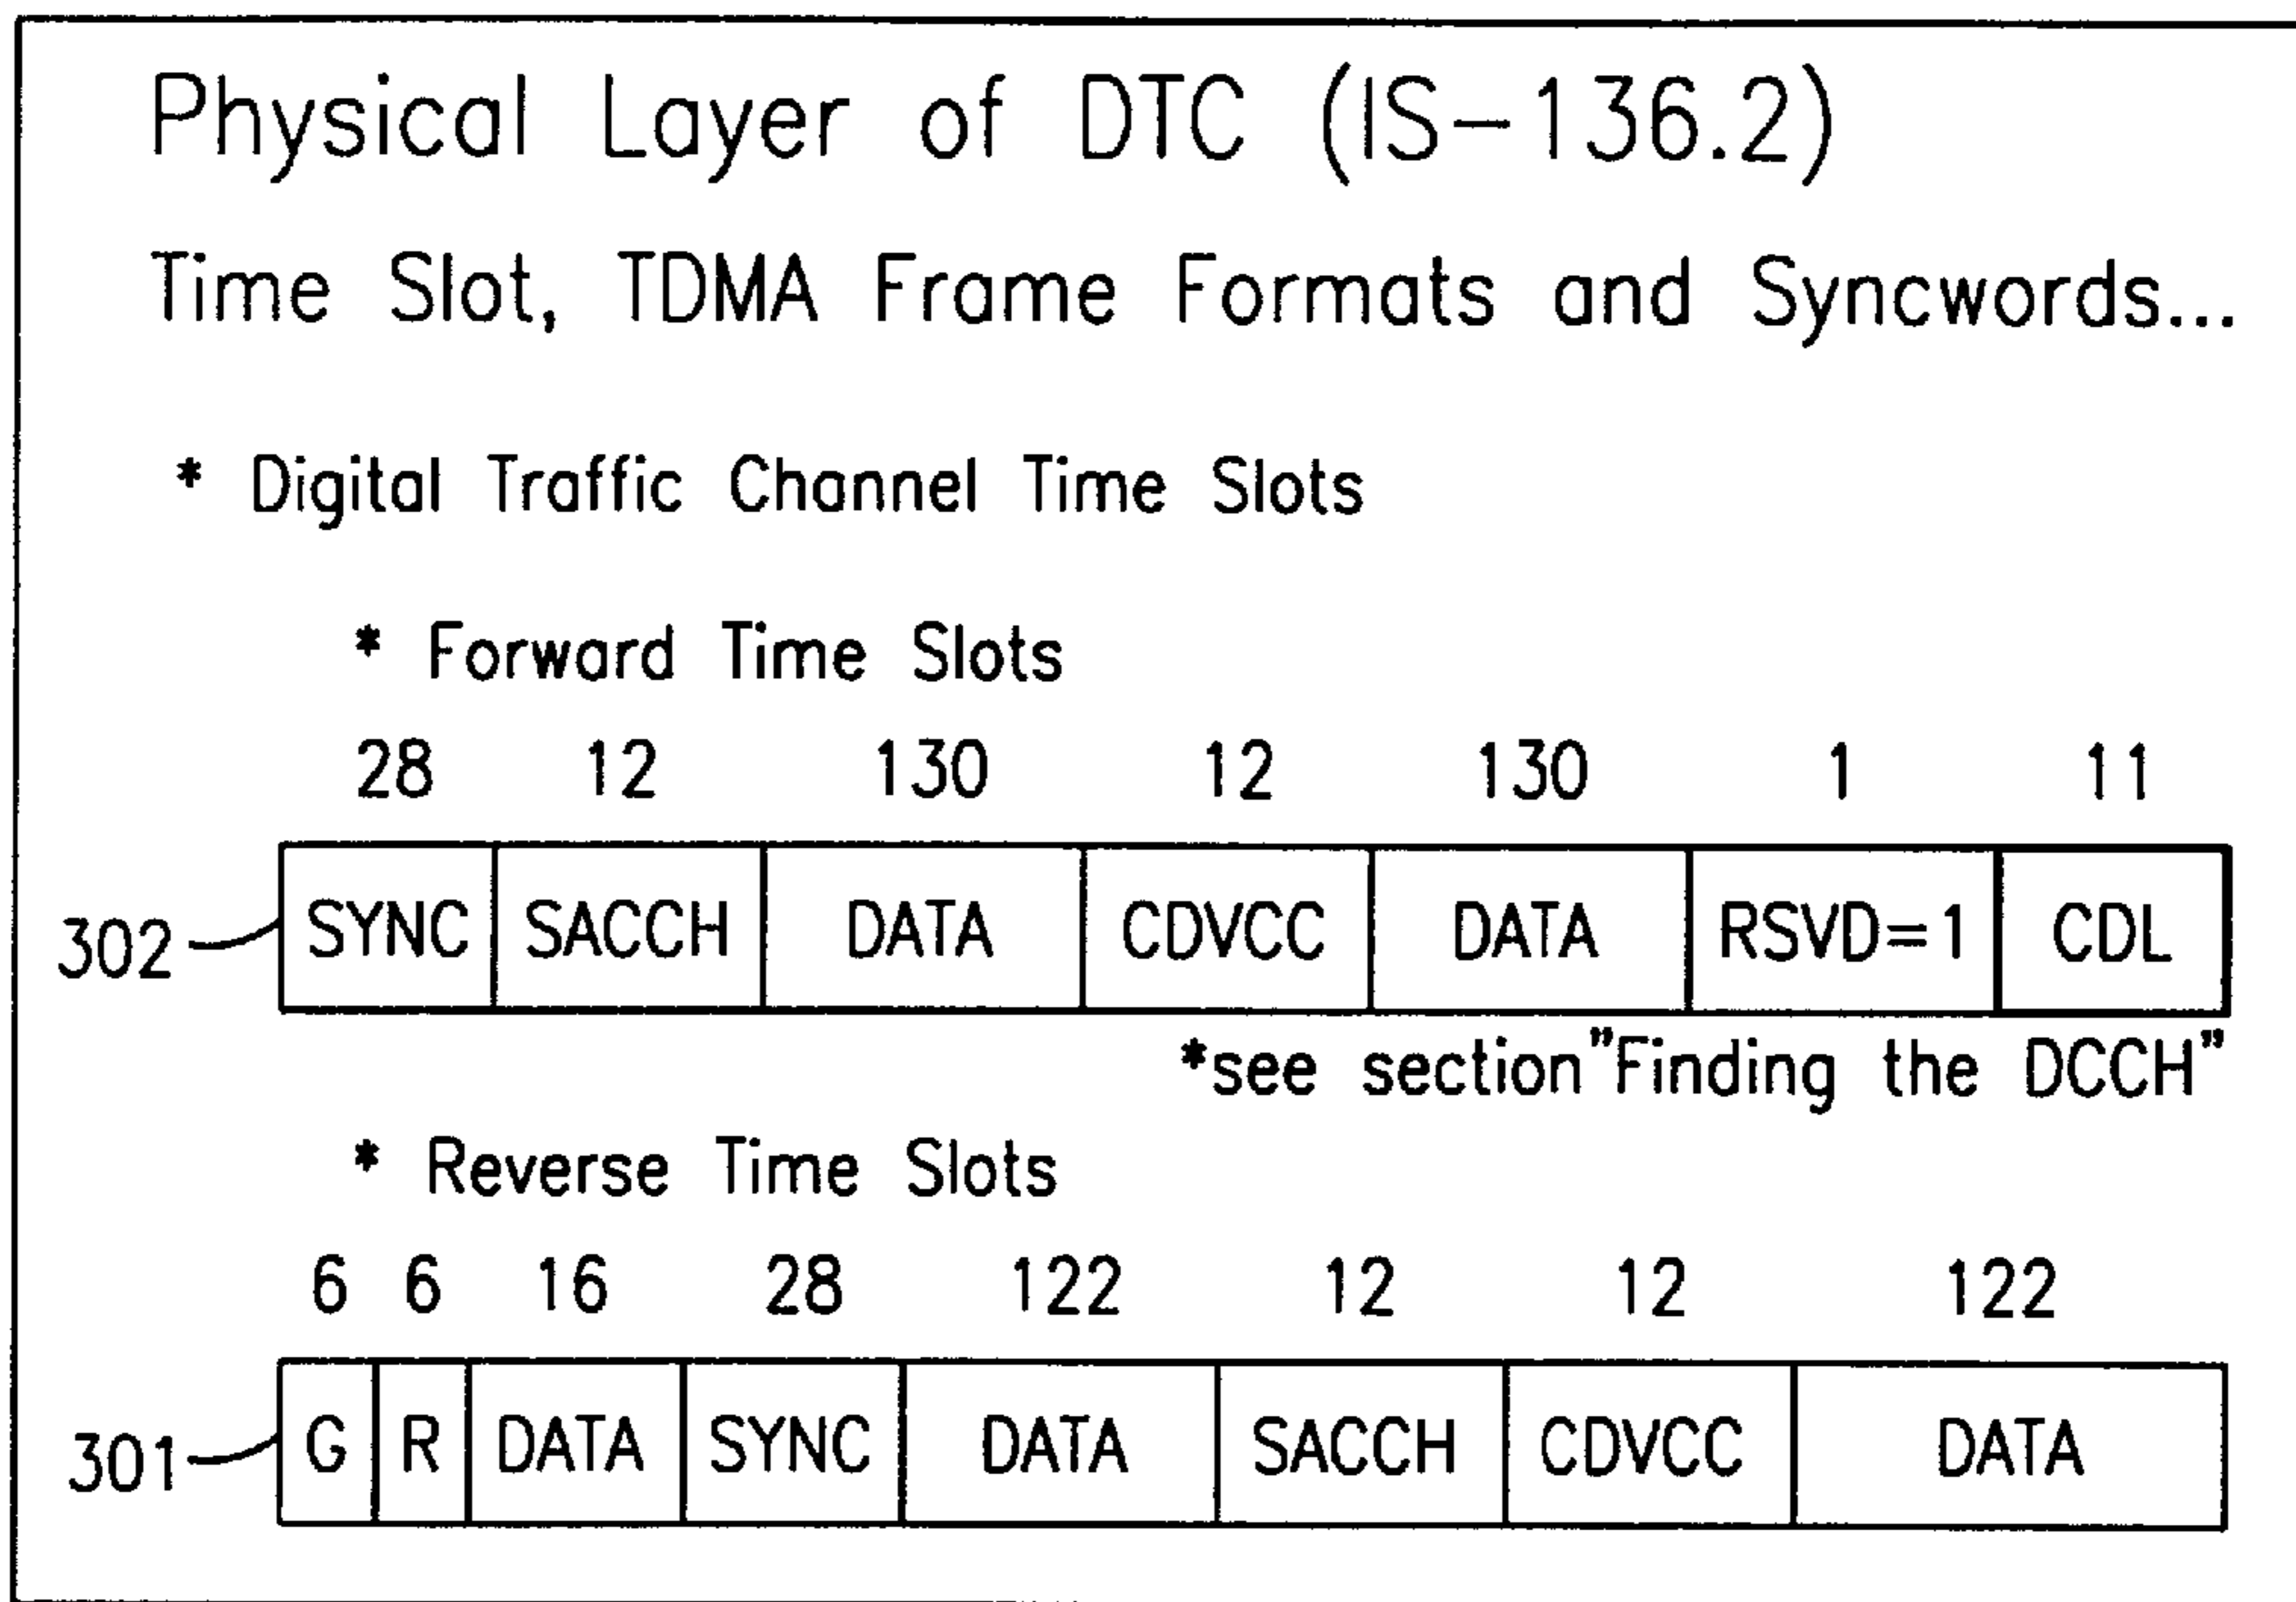 Physical Layer of DTC (IS-136.2)
Time Slot, TDMA Frame Formats and Syncwords...
* Digital Traffic Channel Time Slots
* Forward Time Slots
28 12 130 12 130 1 11
302 SYNC SACCH DATA CDVCC DATA RSVD=1 CDL
*see section"Finding the DCCH"
* Reverse Time Slots
6 6 16 28 122 12 12 122
301 G R DATA SYNC DATA SACCH CDVCC DATA